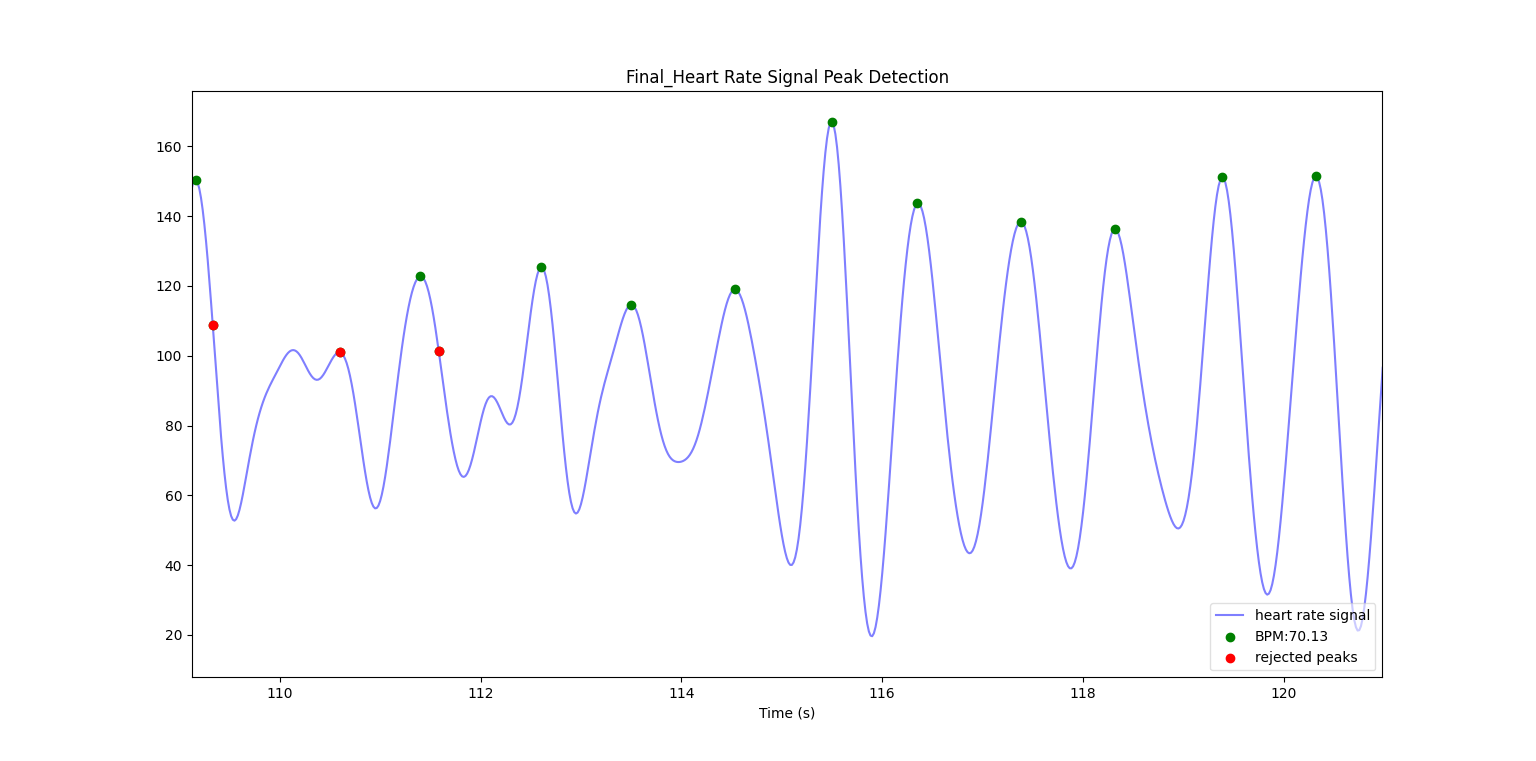 Final_Heart Rate Signal Peak Detection
160
140
120
100
80
60
40
20
heart rate signal
BPM:70.13
rejected peaks
110 112 114 116 118 120
Time (s)